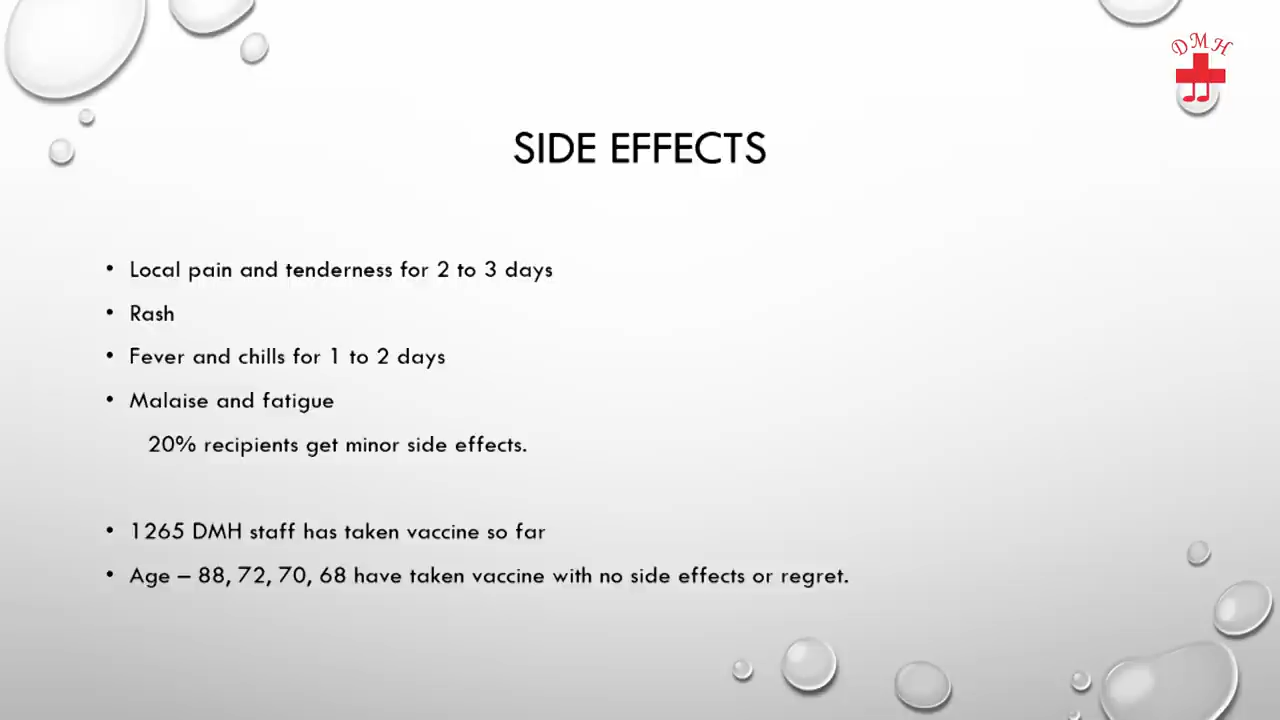 DMH
SIDE EFFECTS
• Local pain and tenderness for 2 to 3 days
• Rash
• Fever and chills for 1 to 2 days
• Malaise and fatigue
20% recipients get minor side effects.
• 1265 DMH staff has taken vaccine so far
• Age – 88, 72, 70, 68 have taken vaccine with no side effects or regret.